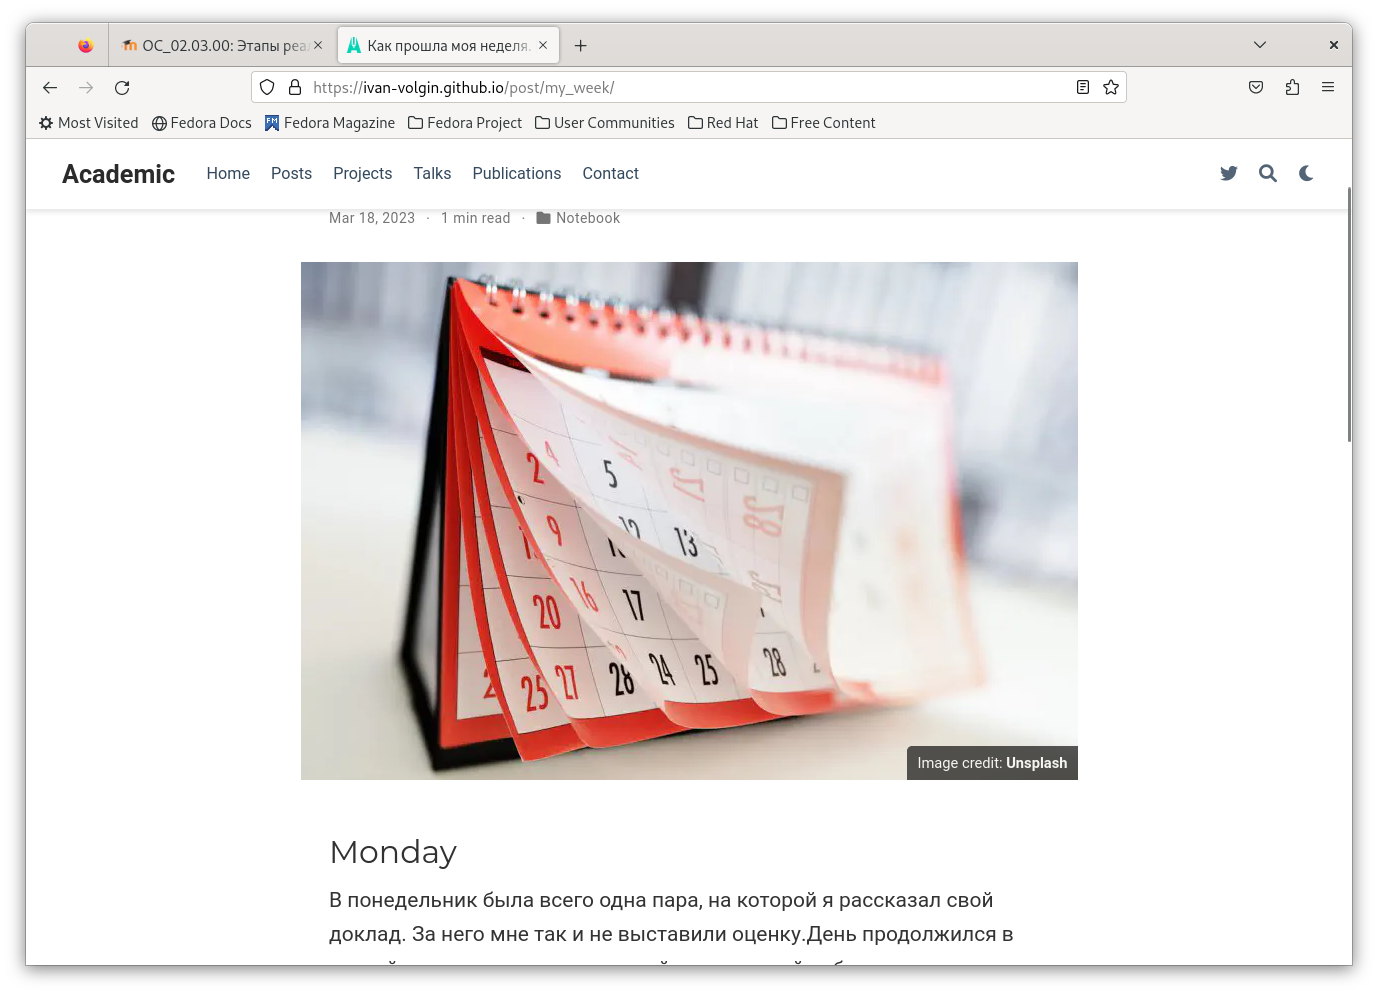 ОС_02.03.00: Этапы реа
Как прошла моя неделя.
https://ivan-volgin.github.io/post/my_week/
Most Visited Fedora Docs Fedora Magazine Fedora Project User Communities Red Hat Free Content
Academic Home Posts Projects Talks Publications Contact
Mar 18, 2023 · 1 min read · Notebook
2 5
9 12 13
20 16 17
25 27 28 24 25 28
Image credit: Unsplash
Monday
В понедельник была всего одна пара, на которой я рассказал свой
доклад. За него мне так и не выставили оценку.День продолжился в